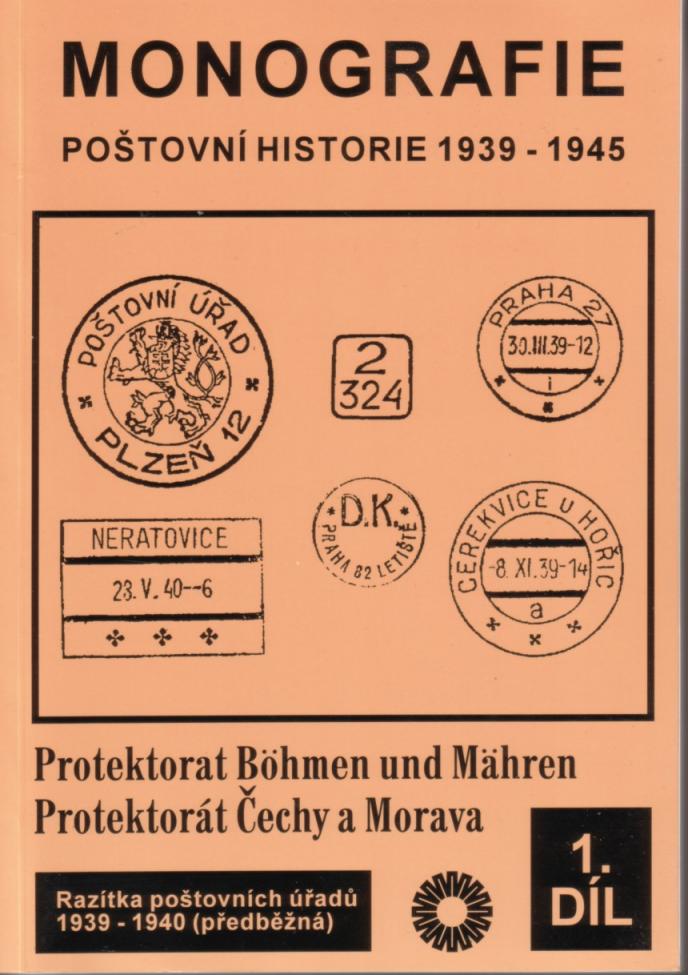 MONOGRAFIE
POŠTOVNÍ HISTORIE 1939 - 1945
POŠTOVNÍ ÚŘAD
PLZEŇ 12
2
324
PRAHA 27
30.III.39-12
i
NERATOVICE
23. V. 40--6
D.K.
PRAHA 82 LETIŠTĚ
CEREKVICE U HOŘIC
-8. XI. 39-14
a
Protektorat Böhmen und Mähren
Protektorát Čechy a Morava
Razítka poštovních úřadů
1939 - 1940 (předběžná)
1.
DÍL